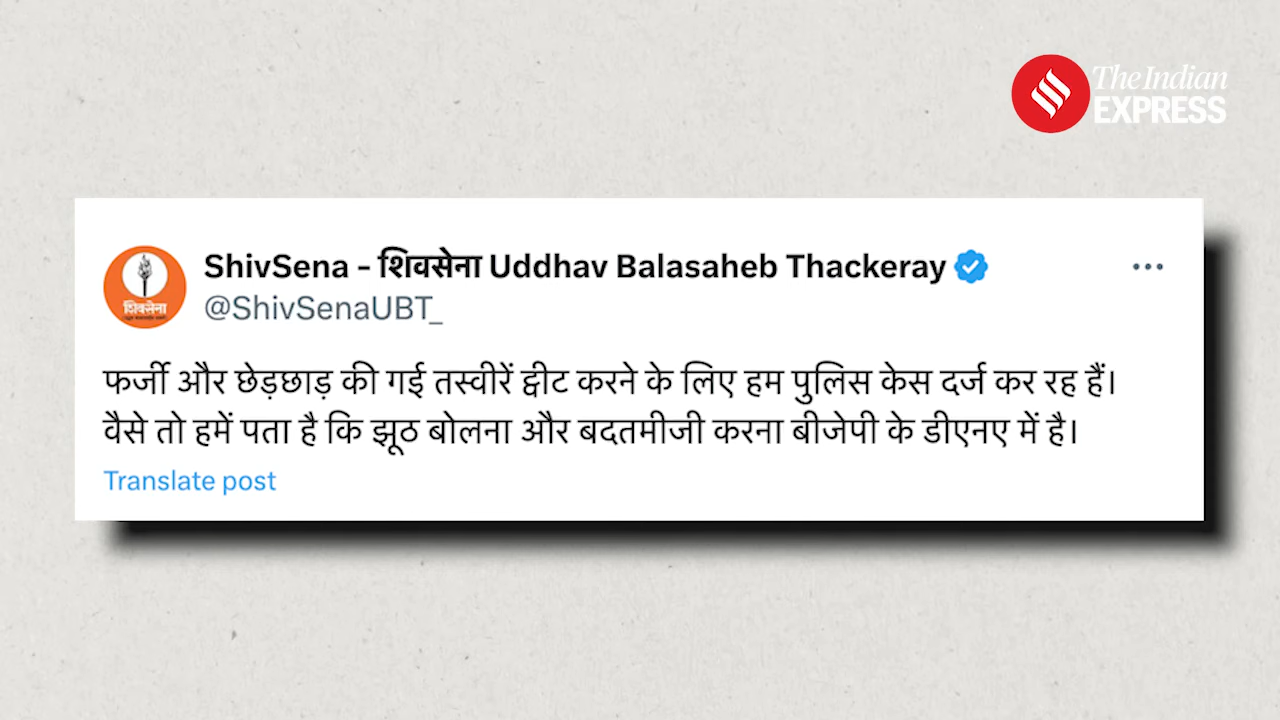 The Indian
EXPRESS
ShivSena - शिवसेना Uddhav Balasaheb Thackeray
शिवसेना
@ShivSenaUBT_
फर्जी और छेड़छाड़ की गई तस्वीरें ट्वीट करने के लिए हम पुलिस केस दर्ज कर रह हैं।
वैसे तो हमें पता है कि झूठ बोलना और बदतमीजी करना बीजेपी के डीएनए में है।
Translate post